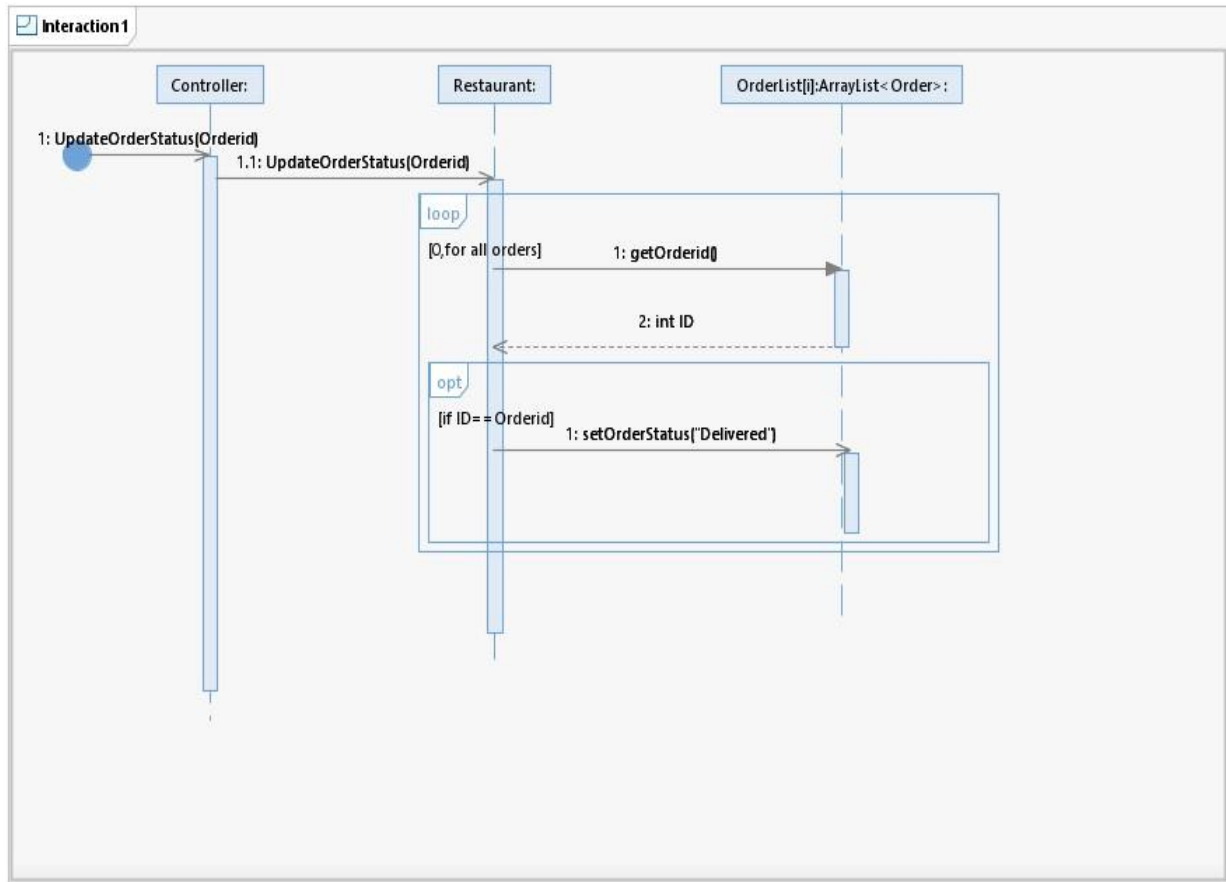 Interaction1
Controller:
Restaurant:
OrderList[i]:ArrayList<Order>:
1: UpdateOrderStatus(Orderid)
1.1: UpdateOrderStatus(Orderid)
loop
[0,for all orders]
1: getOrderid()
2: int ID
opt
[if ID==Orderid]
1: setOrderStatus("Delivered")